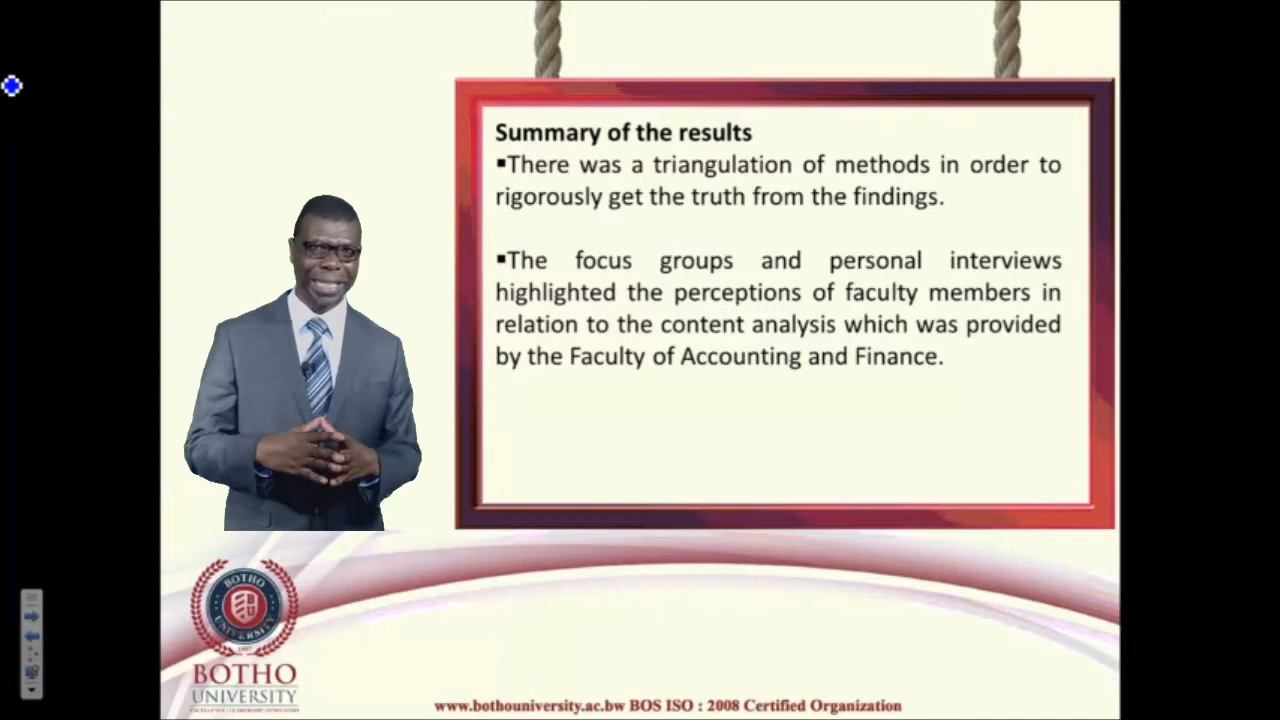 Summary of the results
▪There was a triangulation of methods in order to
rigorously get the truth from the findings.
▪The focus groups and personal interviews
highlighted the perceptions of faculty members in
relation to the content analysis which was provided
by the Faculty of Accounting and Finance.
BOTHO
BU
UNIVERSITY
1997
BOTHO
UNIVERSITY
www.bothouniversity.ac.bw BOS ISO : 2008 Certified Organization